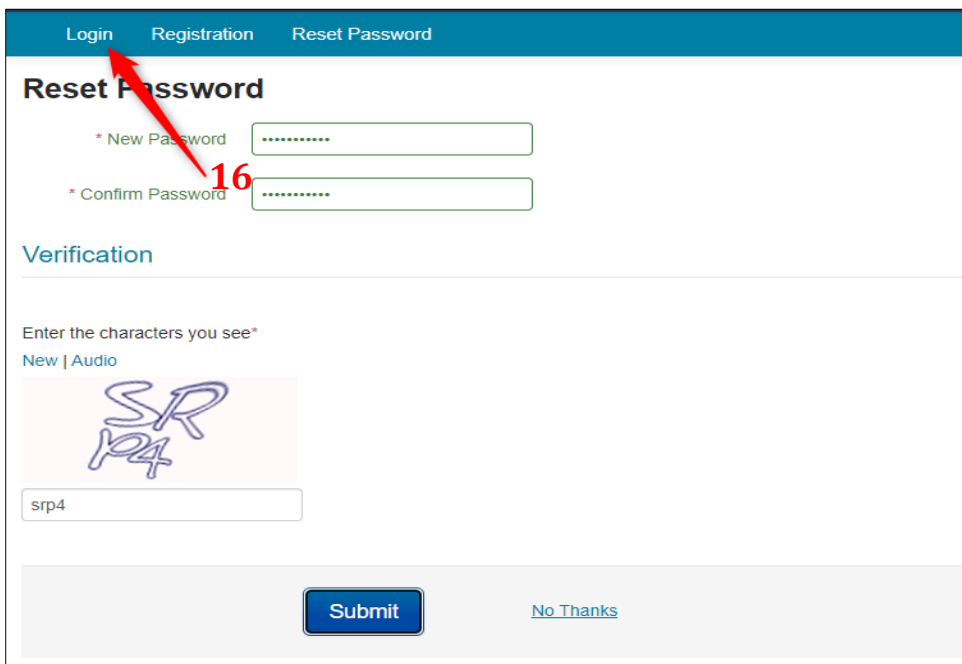 Login Registration Reset Password
Reset Password
* New Password •••••••••••
16
* Confirm Password •••••••••••
Verification
Enter the characters you see*
New | Audio
SR
P4
srp4
Submit No Thanks